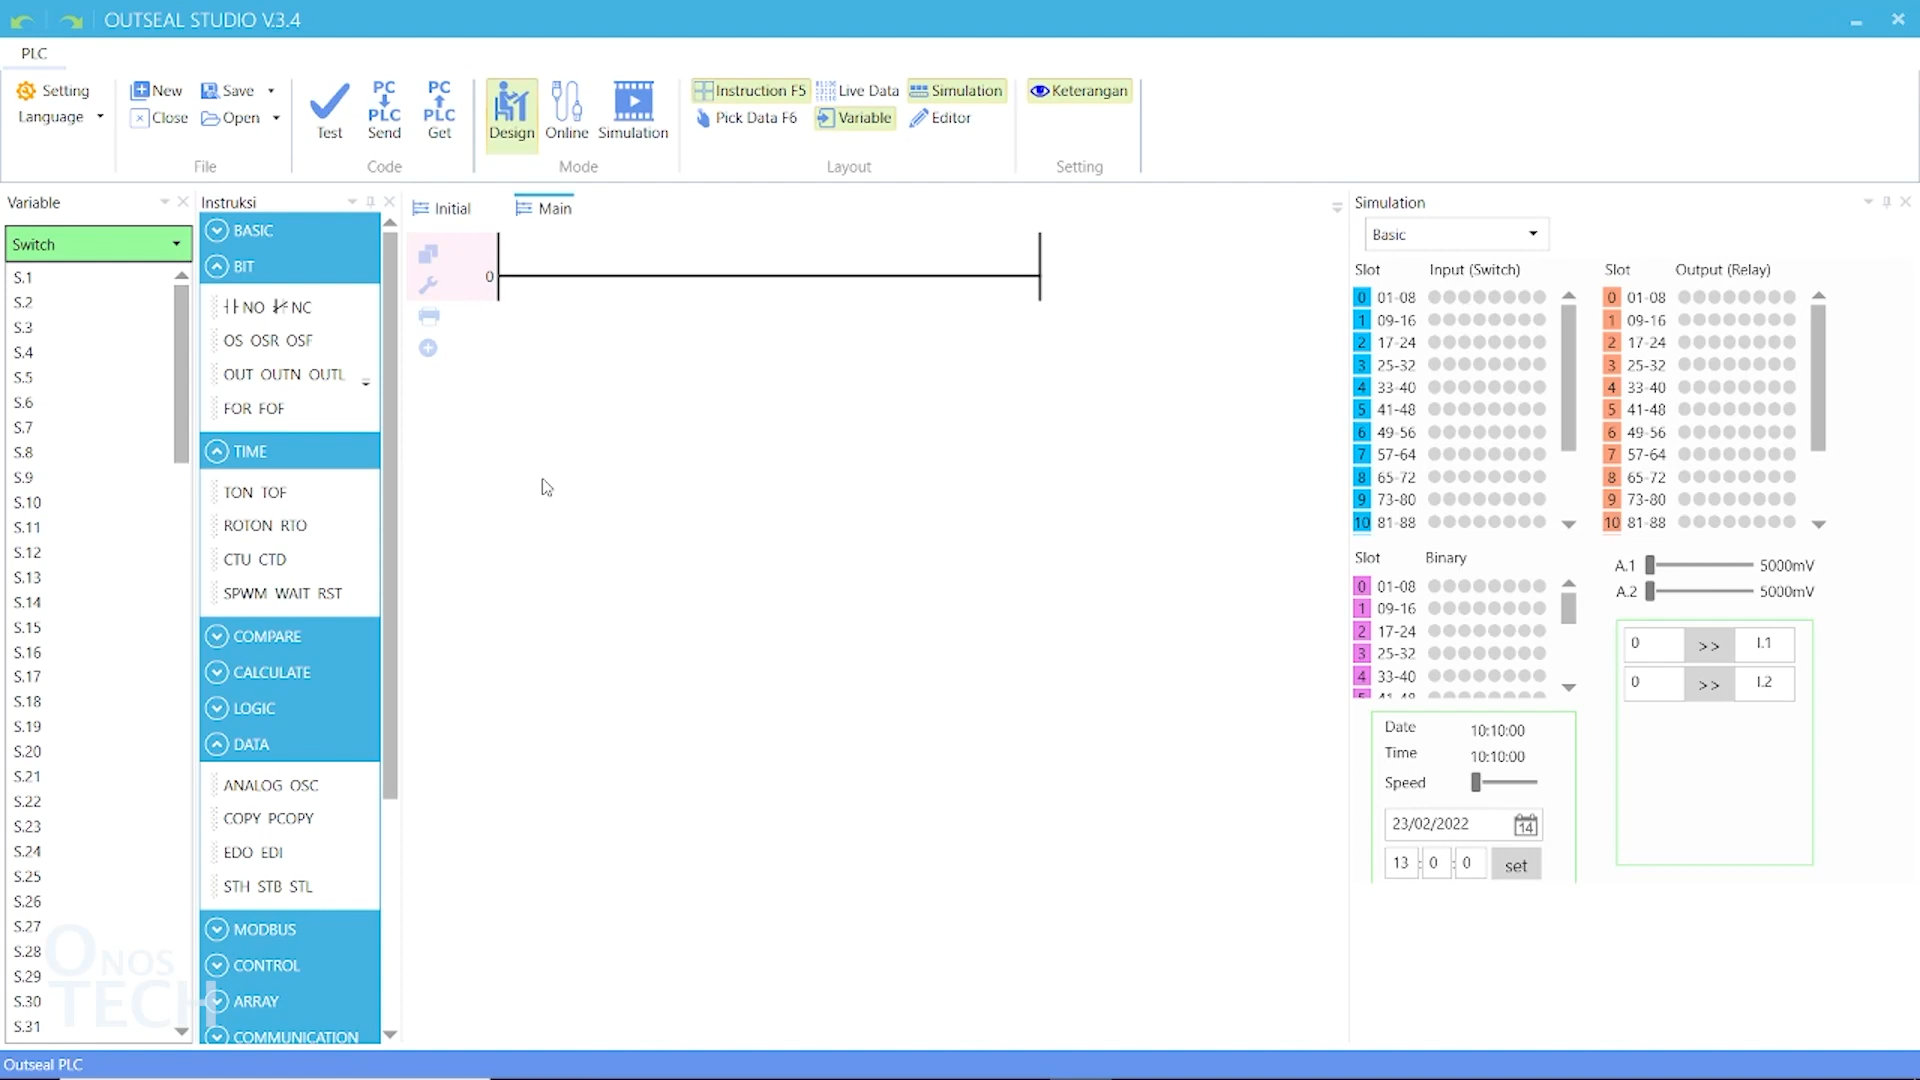 OUTSEAL STUDIO V.3.4
PLC
Setting
Language
New
Save
Close
Open
File
Test
PC
PLC
Send
PC
PLC
Get
Code
Design
Online
Simulation
Mode
Instruction F5
Live Data
Simulation
Pick Data F6
Variable
Editor
Layout
Keterangan
Setting
Variable
Switch
S.1
S.2
S.3
S.4
S.5
S.6
S.7
S.8
S.9
S.10
S.11
S.12
S.13
S.14
S.15
S.16
S.17
S.18
S.19
S.20
S.21
S.22
S.23
S.24
S.25
S.26
S.27
S.28
S.29
S.30
S.31
Instruksi
BASIC
BIT
NO NC
OS OSR OSF
OUT OUTN OUTL
FOR FOF
TIME
TON TOF
ROTON RTO
CTU CTD
SPWM WAIT RST
COMPARE
CALCULATE
LOGIC
DATA
ANALOG OSC
COPY PCOPY
EDO EDI
STH STB STL
MODBUS
CONTROL
ARRAY
COMMUNICATION
Initial
Main
0
Simulation
Basic
Slot Input (Switch)
0 01-08
1 09-16
2 17-24
3 25-32
4 33-40
5 41-48
6 49-56
7 57-64
8 65-72
9 73-80
10 81-88
Slot Output (Relay)
0 01-08
1 09-16
2 17-24
3 25-32
4 33-40
5 41-48
6 49-56
7 57-64
8 65-72
9 73-80
10 81-88
Slot Binary
0 01-08
1 09-16
2 17-24
3 25-32
4 33-40
5 41-48
A.1 5000mV
A.2 5000mV
0 >> I.1
0 >> I.2
Date 10:10:00
Time 10:10:00
Speed
23/02/2022
14
13 : 0 : 0 set
ONOS
TECH
Outseal PLC